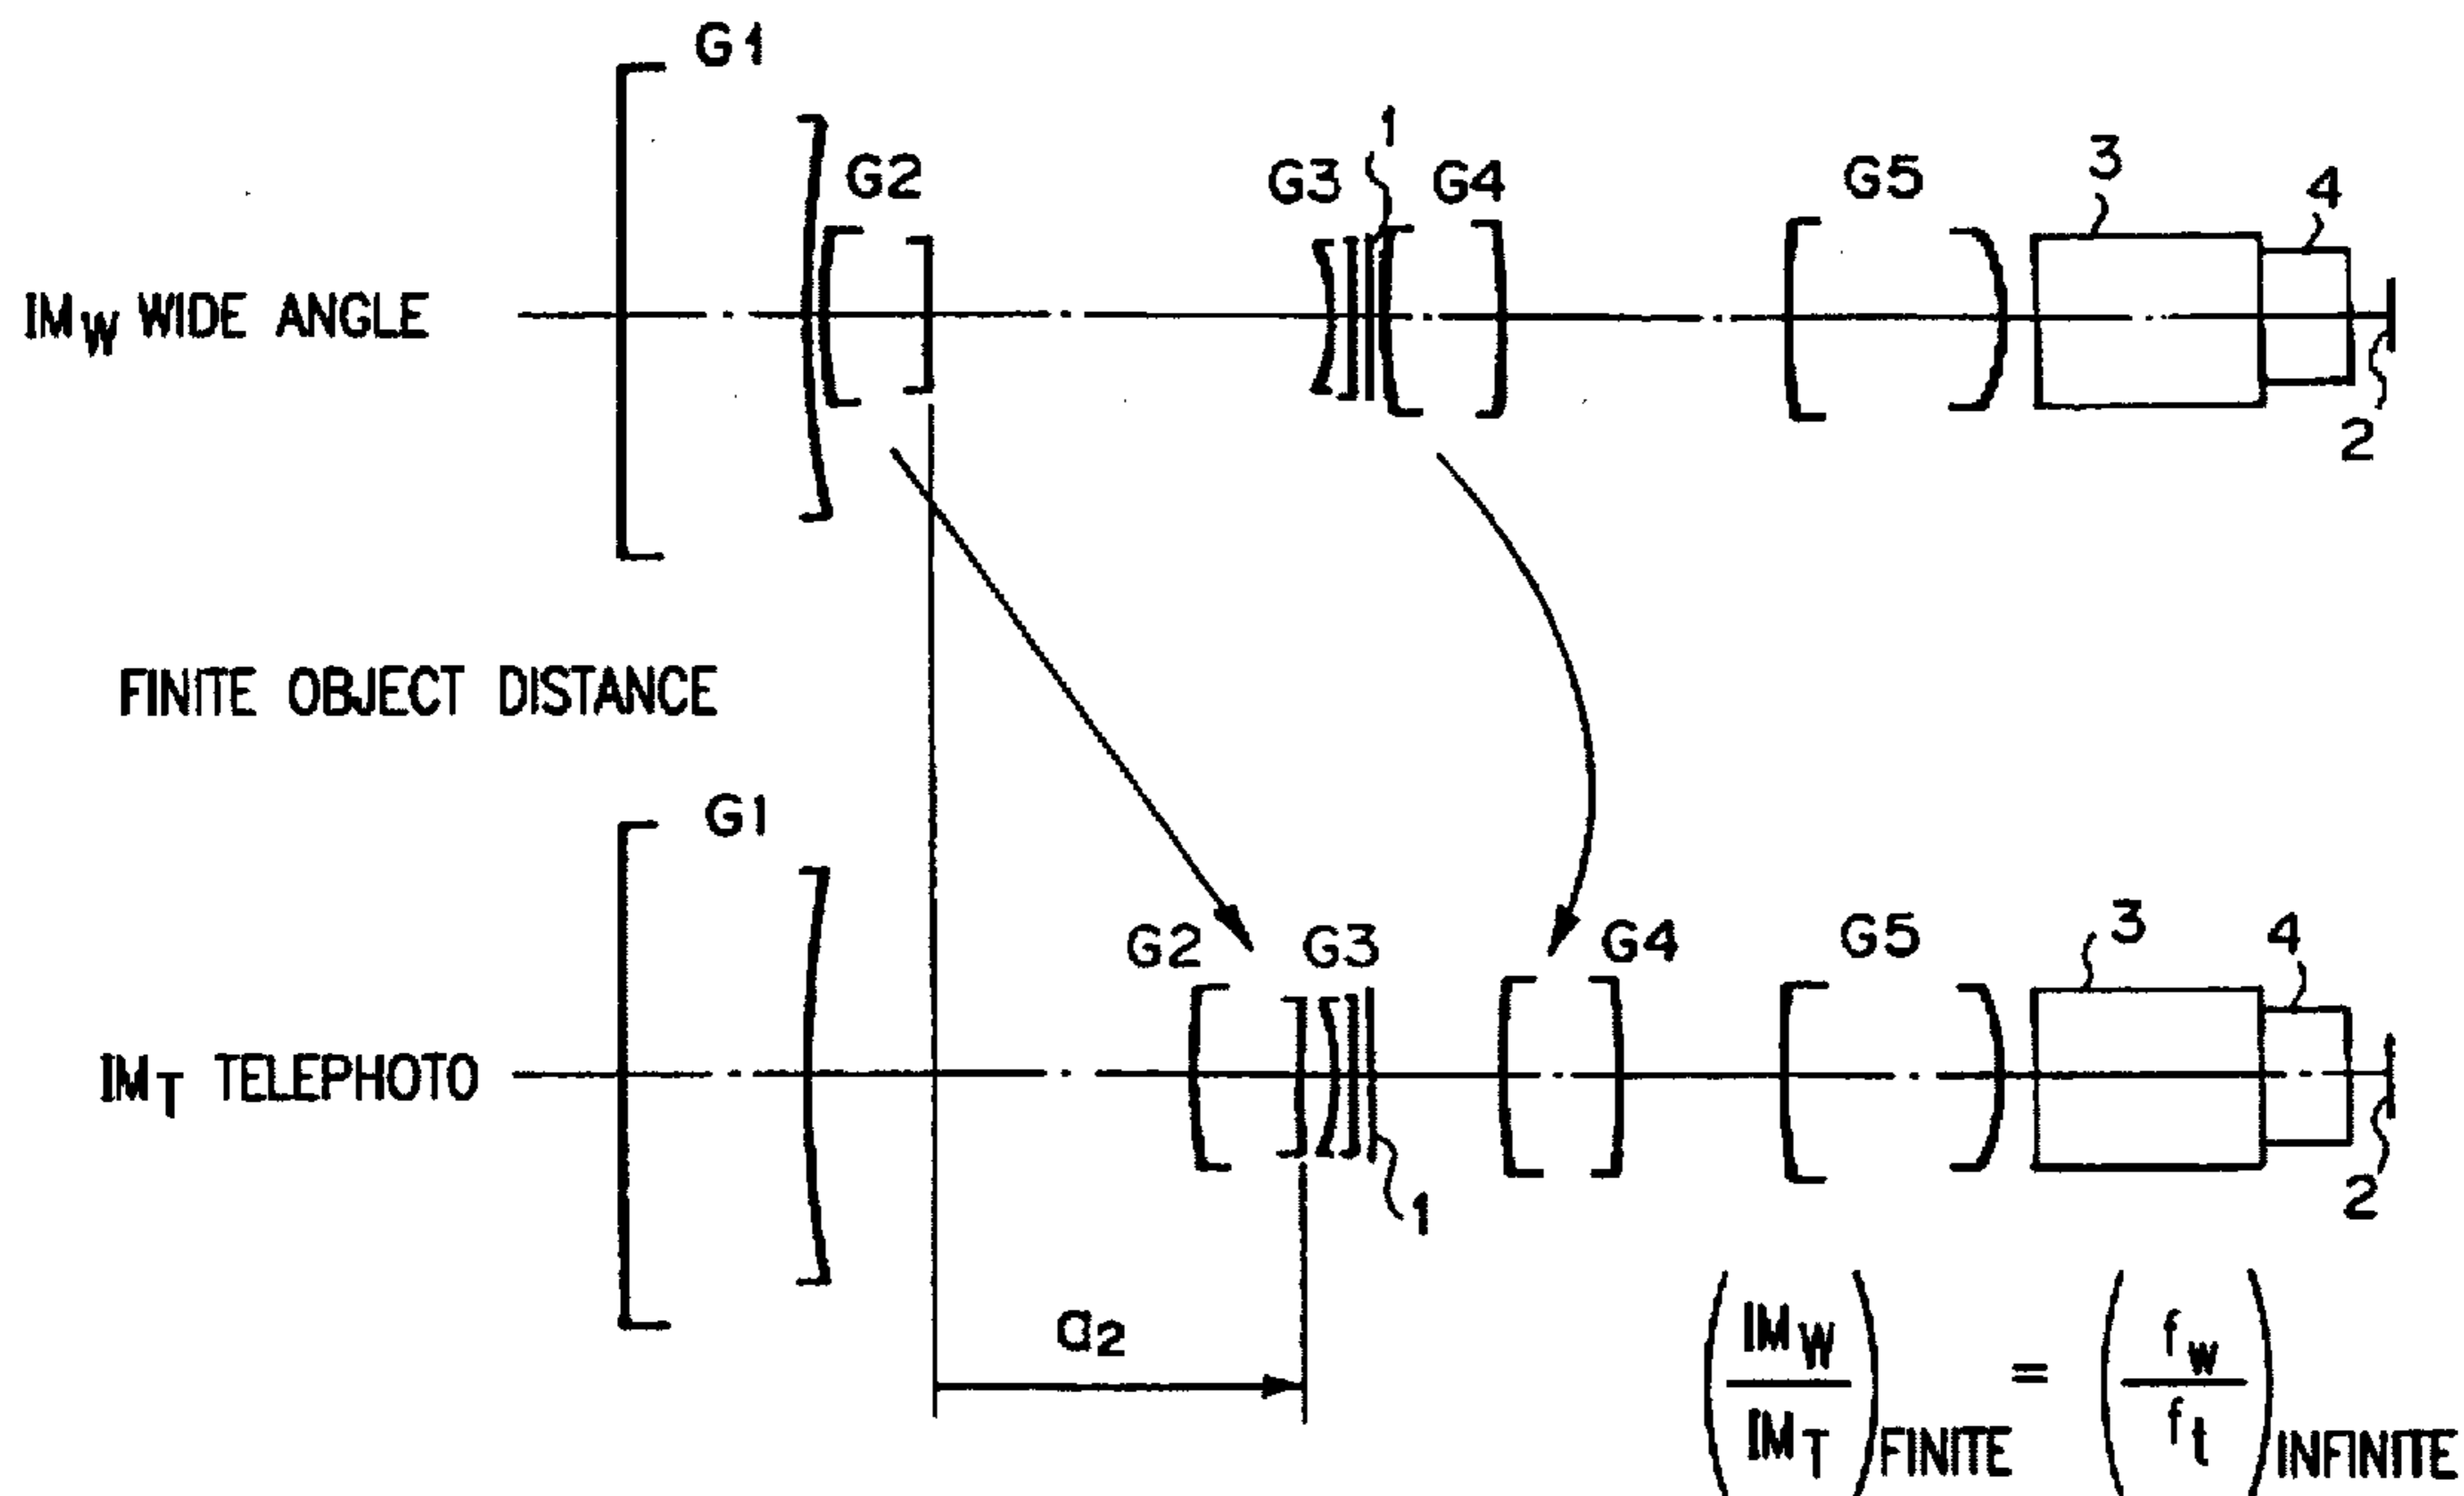 G1
G2
G3
1
G4
G5
3
4
IMW WIDE ANGLE
2
FINITE OBJECT DISTANCE
G1
G2
G3
G4
G5
3
4
IMT TELEPHOTO
1
2
a2
(IMW/IMT)FINITE = (fw/ft)INFINITE